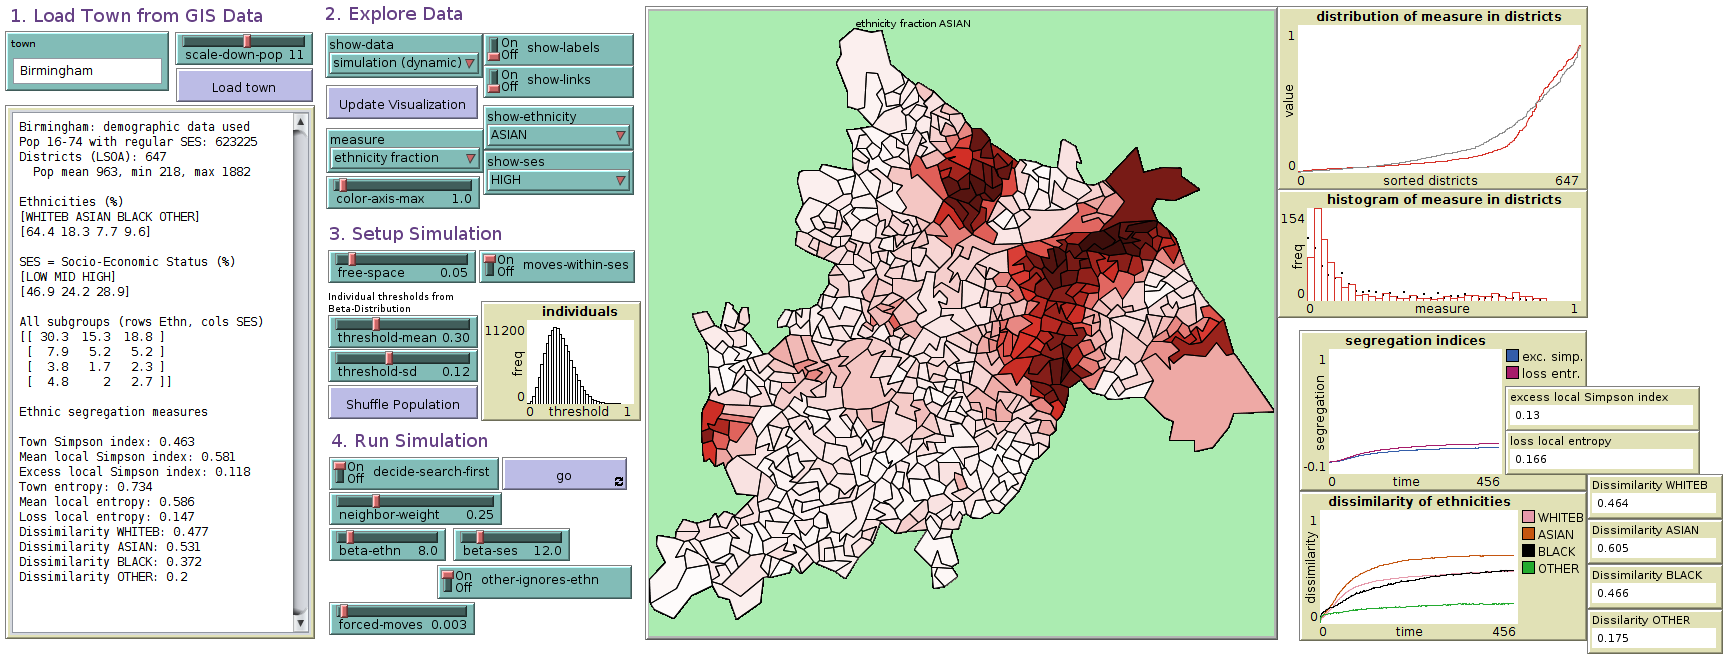 1. Load Town from GIS Data
town
Birmingham
scale-down-pop 11
Load town
Birmingham: demographic data used
Pop 16-74 with regular SES: 623225
Districts (LSOA): 647
Pop mean 963, min 218, max 1882
Ethnicities (%)
[WHITEB ASIAN BLACK OTHER]
[64.4 18.3 7.7 9.6]
SES = Socio-Economic Status (%)
[LOW MID HIGH]
[46.9 24.2 28.9]
All subgroups (rows Ethn, cols SES)
[[ 30.3 15.3 18.8 ]
[ 7.9 5.2 5.2 ]
[ 3.8 1.7 2.3 ]
[ 4.8 2 2.7 ]]
Ethnic segregation measures
Town Simpson index: 0.463
Mean local Simpson index: 0.581
Excess local Simpson index: 0.118
Town entropy: 0.734
Mean local entropy: 0.586
Loss local entropy: 0.147
Dissimilarity WHITEB: 0.477
Dissimilarity ASIAN: 0.531
Dissimilarity BLACK: 0.372
Dissimilarity OTHER: 0.2
2. Explore Data
show-data
simulation (dynamic)
On
Off
show-labels
On
Off
show-links
Update Visualization
show-ethnicity
ASIAN
measure
ethnicity fraction
show-ses
HIGH
color-axis-max 1.0
3. Setup Simulation
free-space 0.05
On
Off
moves-within-ses
Individual thresholds from
Beta-Distribution
threshold-mean 0.30
threshold-sd 0.12
Shuffle Population
individuals
11200
freq
0
0 threshold 1
4. Run Simulation
On
Off
decide-search-first
go
neighbor-weight 0.25
beta-ethn 8.0
beta-ses 12.0
On
Off
other-ignores-ethn
forced-moves 0.003
ethnicity fraction ASIAN
distribution of measure in districts
1
value
0
0 sorted districts 647
histogram of measure in districts
154
freq
0
0 measure 1
segregation indices
1
segregation
-0.1
0 time 456
exc. simp.
loss entr.
excess local Simpson index
0.13
loss local entropy
0.166
dissimilarity of ethnicities
1
dissimilarity
0
0 time 456
WHITEB
ASIAN
BLACK
OTHER
Dissimilarity WHITEB
0.464
Dissimilarity ASIAN
0.605
Dissimilarity BLACK
0.466
Dissilarity OTHER
0.175